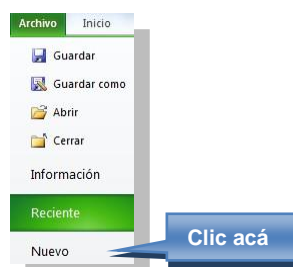 Archivo Inicio
Guardar
Guardar como
Abrir
Cerrar
Información
Reciente
Nuevo
Clic acá